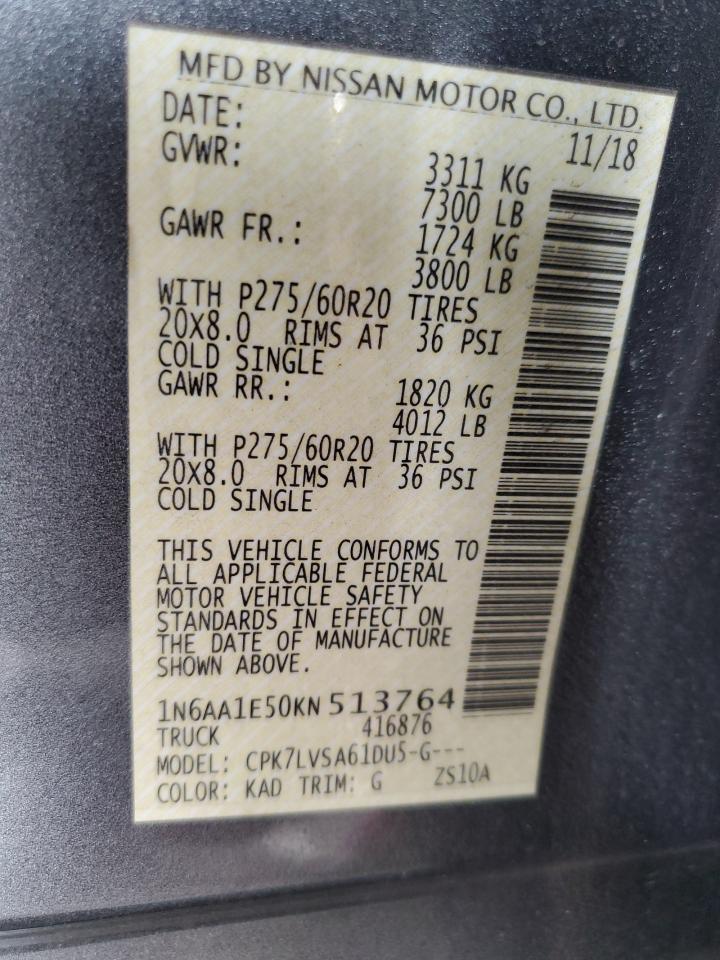 MFD BY NISSAN MOTOR CO., LTD.
DATE: 11/18
GVWR: 3311 KG
7300 LB
GAWR FR.: 1724 KG
3800 LB
WITH P275/60R20 TIRES
20X8.0 RIMS AT 36 PSI
COLD SINGLE
GAWR RR.: 1820 KG
4012 LB
WITH P275/60R20 TIRES
20X8.0 RIMS AT 36 PSI
COLD SINGLE
THIS VEHICLE CONFORMS TO
ALL APPLICABLE FEDERAL
MOTOR VEHICLE SAFETY
STANDARDS IN EFFECT ON
THE DATE OF MANUFACTURE
SHOWN ABOVE.
1N6AA1E50KN513764
TRUCK 416876
MODEL: CPK7LVSA61DU5-G---
COLOR: KAD TRIM: G ZS10A